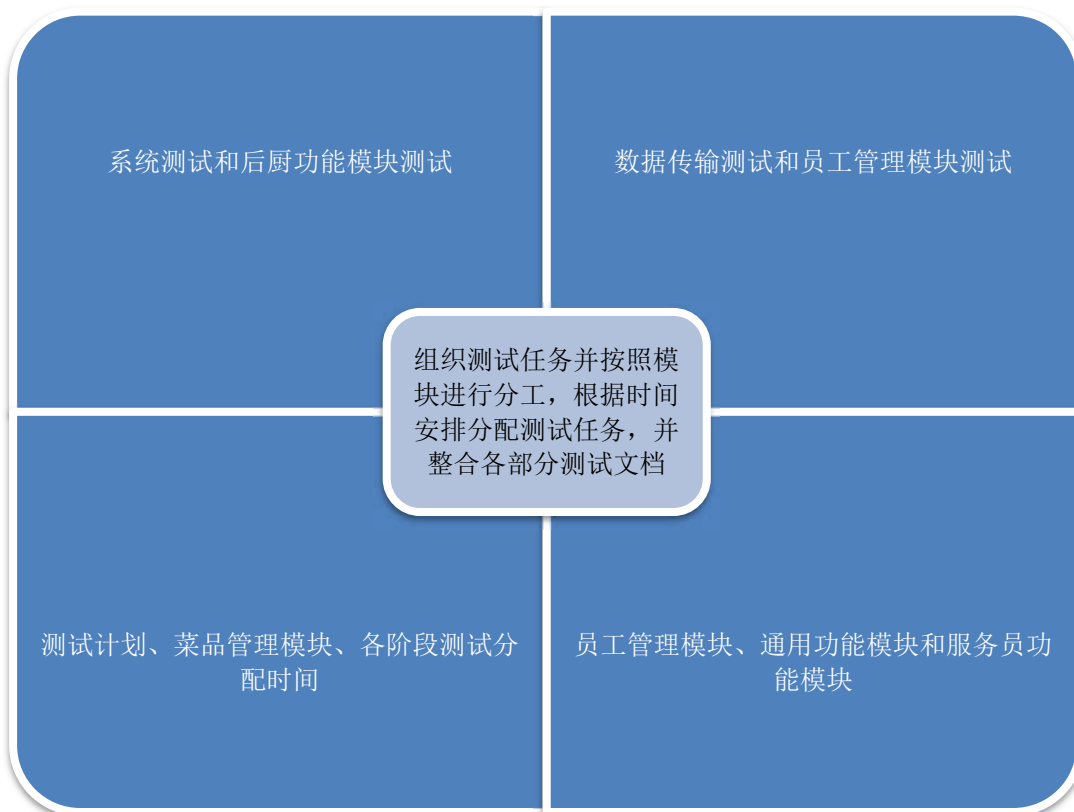 系统测试和后厨功能模块测试
数据传输测试和员工管理模块测试
组织测试任务并按照模
块进行分工，根据时间
安排分配测试任务，并
整合各部分测试文档
测试计划、菜品管理模块、各阶段测试分
配时间
员工管理模块、通用功能模块和服务员功
能模块